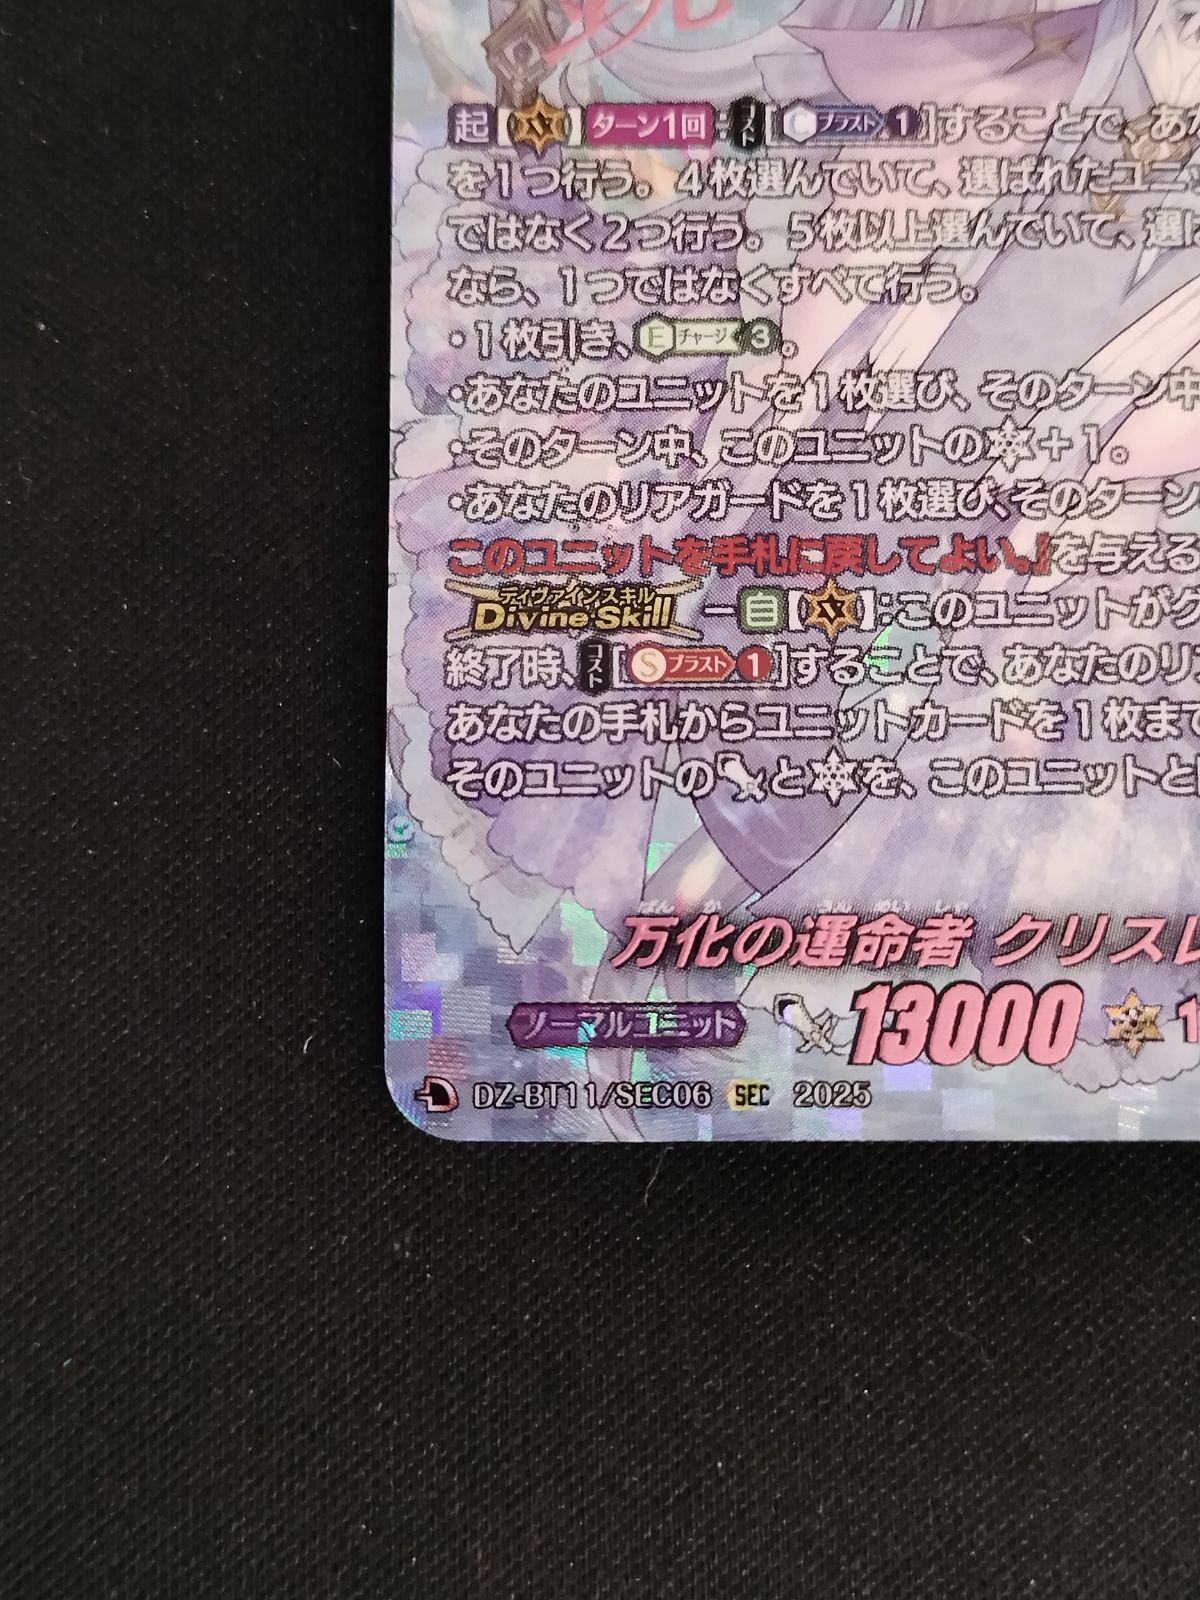 起【V】ターン1回:コスト[Cブラスト1]することで、あ
を1つ行う。4枚選んでいて、選ばれたユニ
ではなく2つ行う。5枚以上選んでいて、選
なら、1つではなくすべて行う。
・1枚引き、Eチャージ3。
・あなたのユニットを1枚選び、そのターン中
・そのターン中、このユニットの+1。
・あなたのリアガードを1枚選び、そのターン
このユニットを手札に戻してよい。』を与える
ディヴァインスキル
Divine Skill－自【V】:このユニットが
終了時、コスト[Sブラスト1]することで、あなたのリ
あなたの手札からユニットカードを1枚まで
そのユニットのとを、このユニットと
ばんか うんめいしゃ
万化の運命者 クリスレ
ノーマルユニット 13000 1
D DZ-BT11/SEC06 SEC 2025